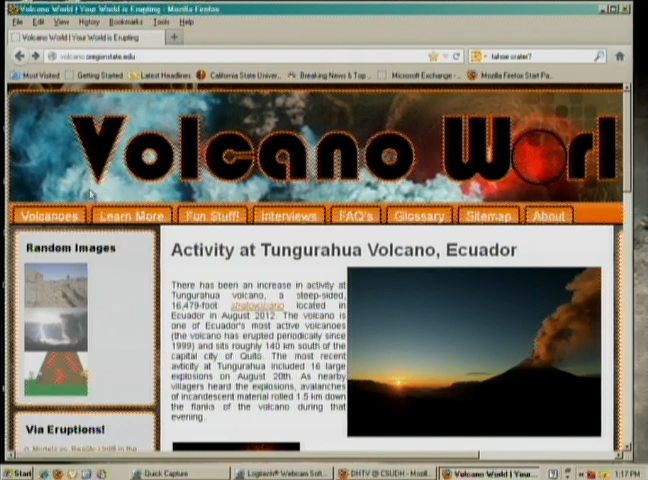 Volcano World | Your World is Erupting - Mozilla Firefox
File Edit View History Bookmarks Tools Help
Volcano World | Your World is Erupting
volcano.oregonstate.edu
tahoe crater?
Most Visited Getting Started Latest Headlines California State Univer... Breaking News & Top... Microsoft Exchange - Mozilla Firefox Start Pa...
Volcano Worl
Volcanoes Learn More Fun Stuff! Interviews FAQ's Glossary Sitemap About
Random Images
Activity at Tungurahua Volcano, Ecuador
There has been an increase in activity at
Tungurahua volcano, a steep-sided,
16,479-foot stratovolcano located in
Ecuador in August 2012. The volcano is
one of Ecuador's most active volcanoes
(the volcano has erupted periodically since
1999) and sits roughly 140 km south of the
capital city of Quito. The most recent
avticity at Tungurahua included 16 large
explosions on August 20th. As nearby
villagers heard the explosions, avalanches
of incandescent material rolled 1.5 km down
the flanks of the volcano during that
evening.
Via Eruptions!
Start Quick Capture Logitech® Webcam Soft... DHTV @ CSUDH - Mozil... Volcano World | Your... 1:17 PM